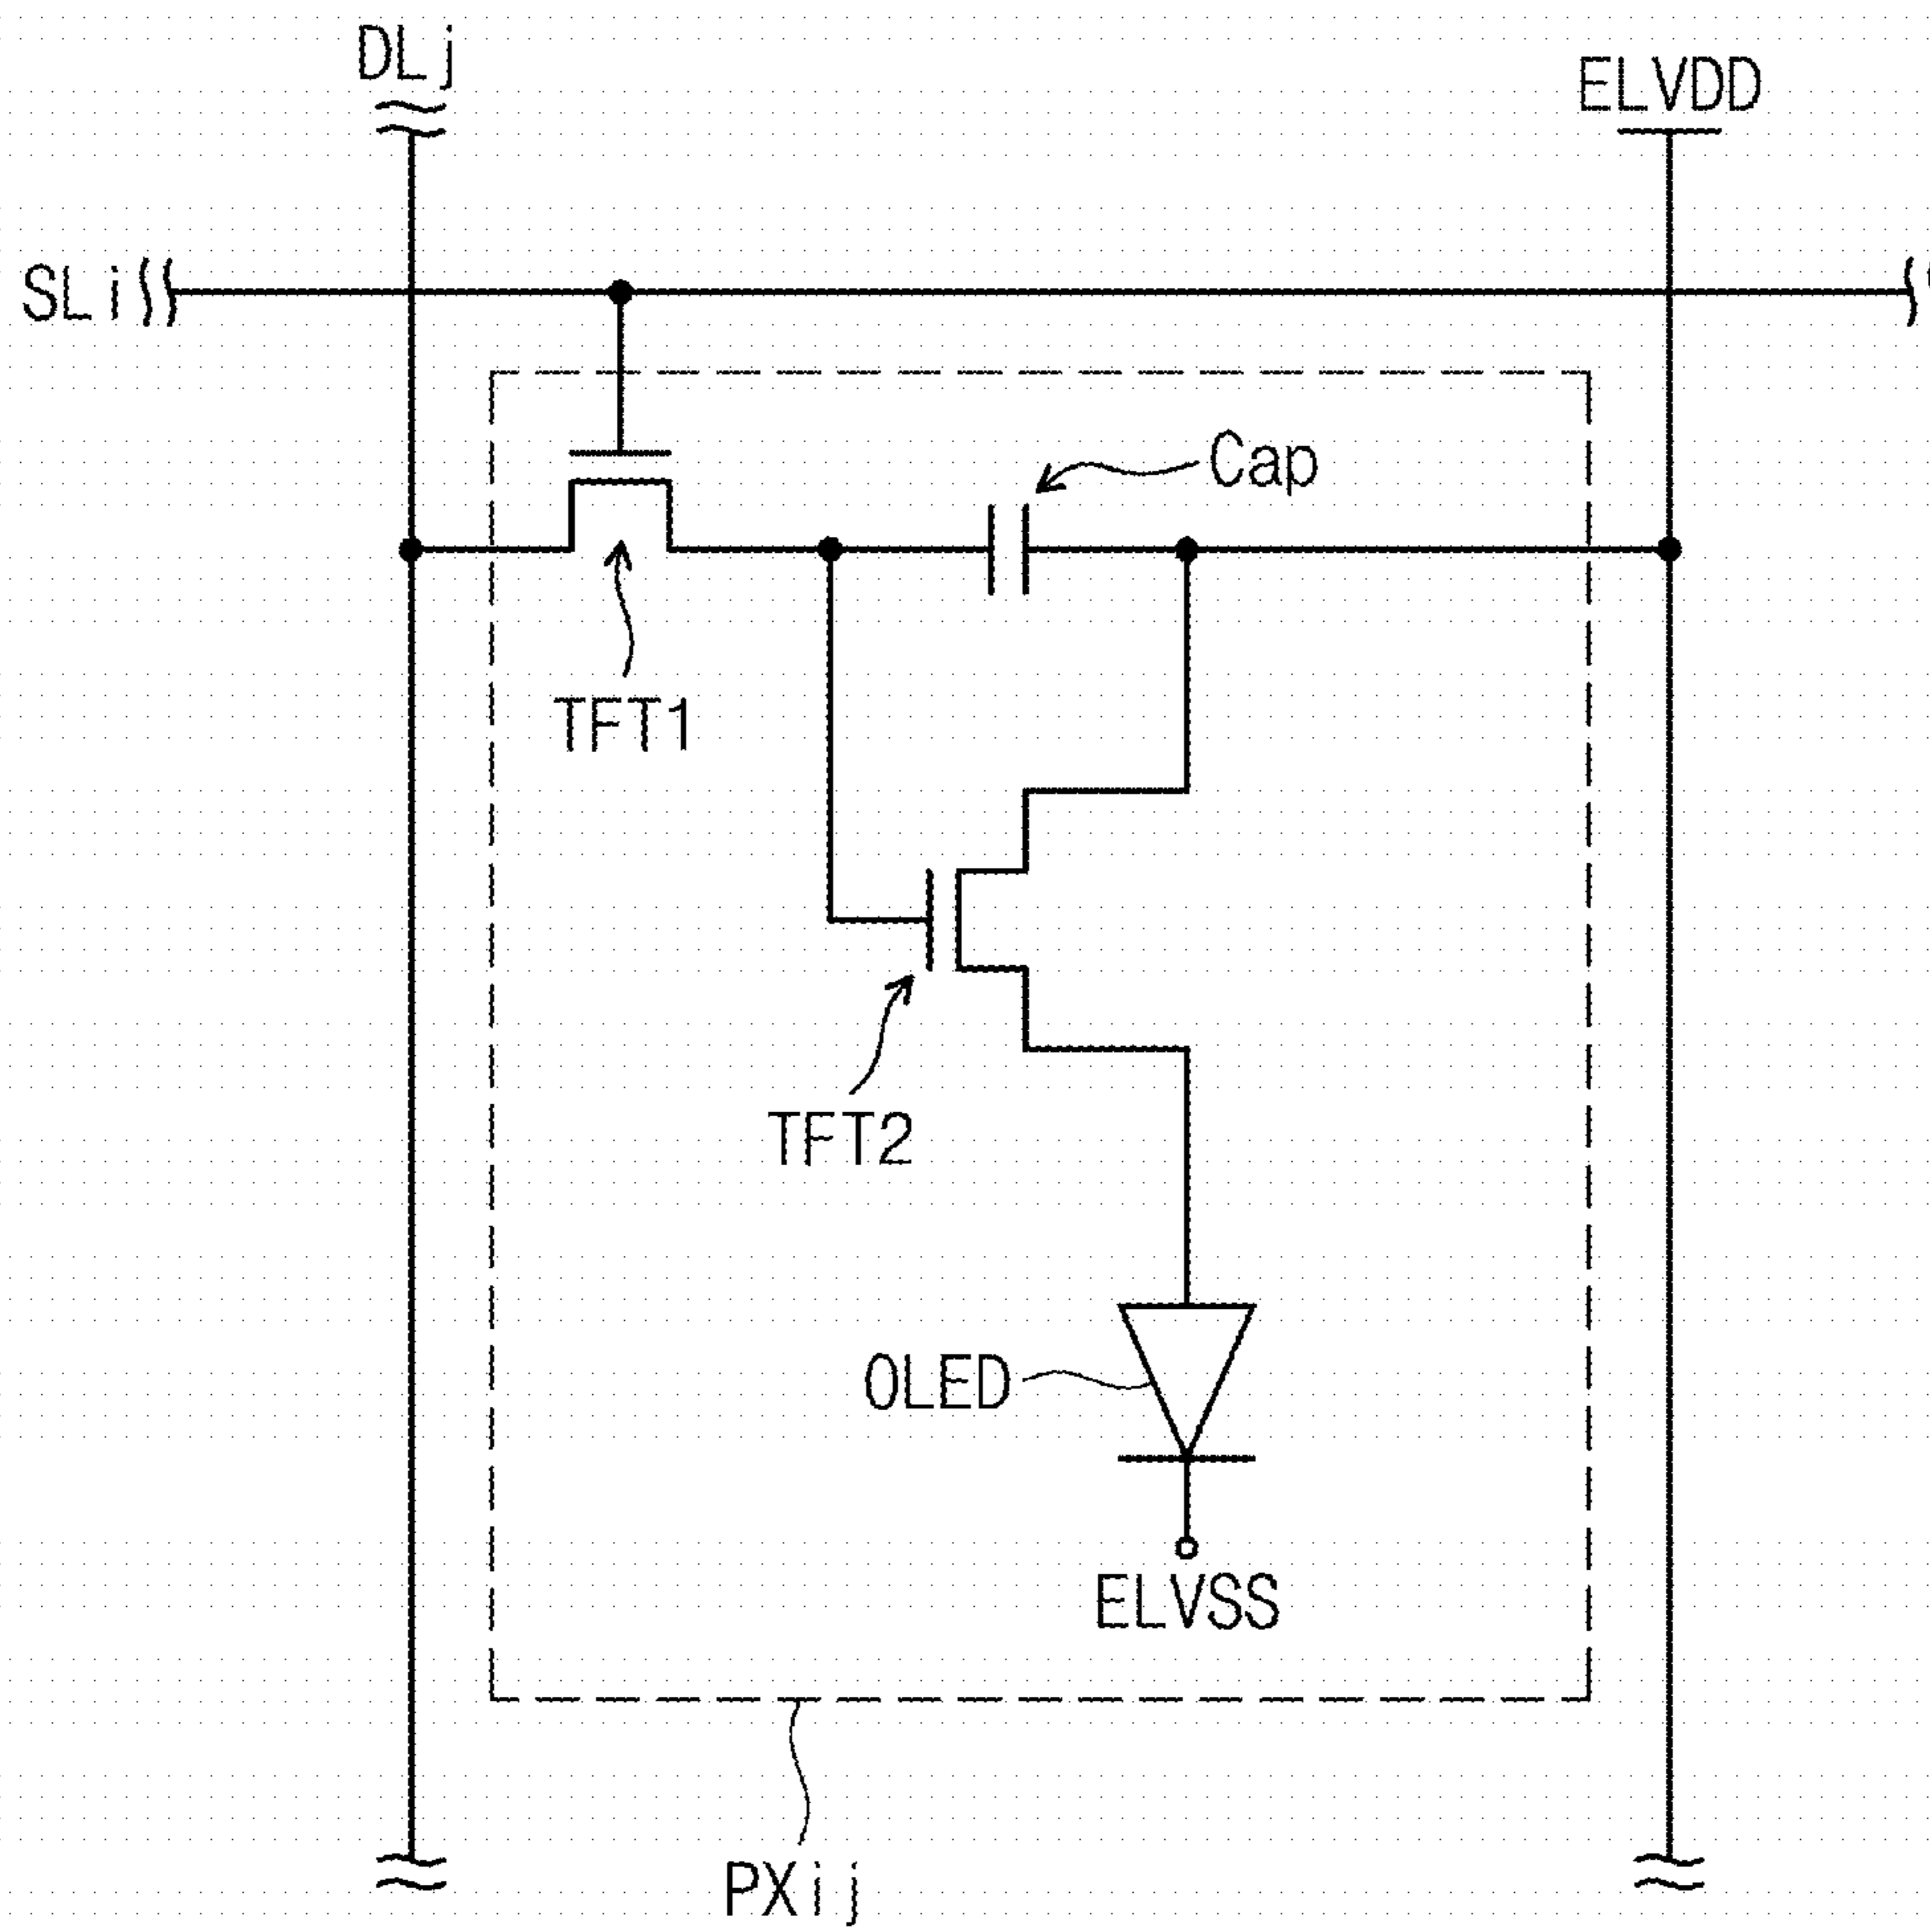 DLj
ELVDD
SLi
Cap
TFT1
TFT2
OLED
ELVSS
PXij